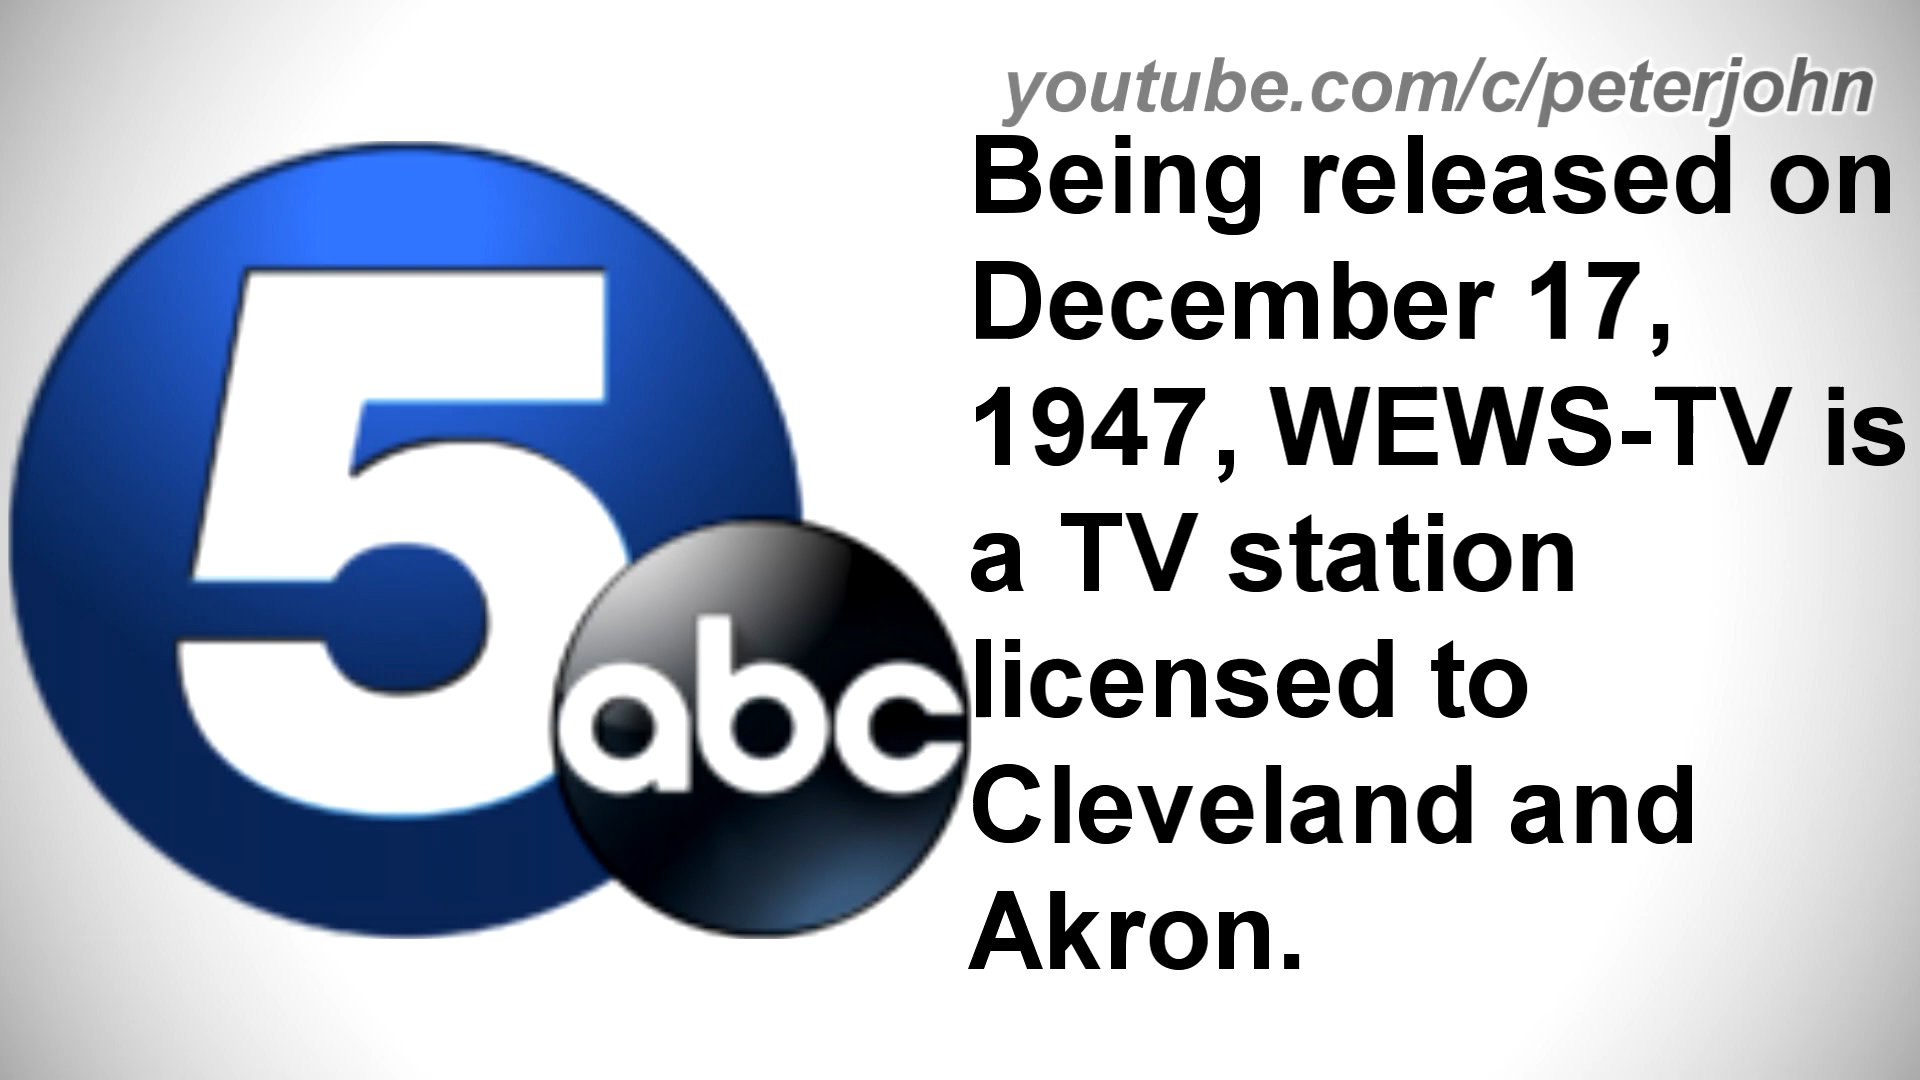 youtube.com/c/peterjohn
5
abc
Being released on
December 17,
1947, WEWS-TV is
a TV station
licensed to
Cleveland and
Akron.